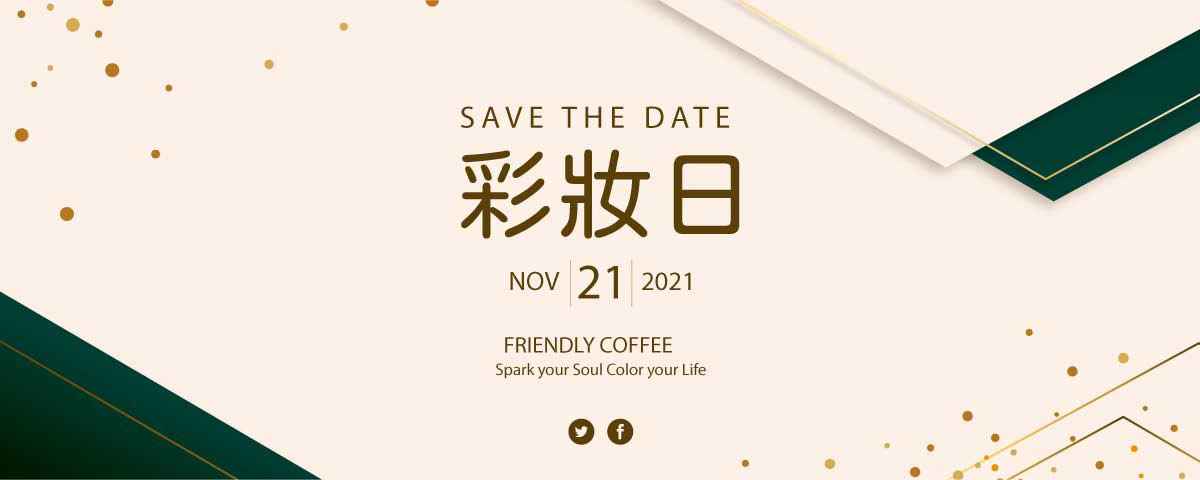 SAVE THE DATE
彩妝日
NOV 21 2021
FRIENDLY COFFEE
Spark your Soul Color your Life